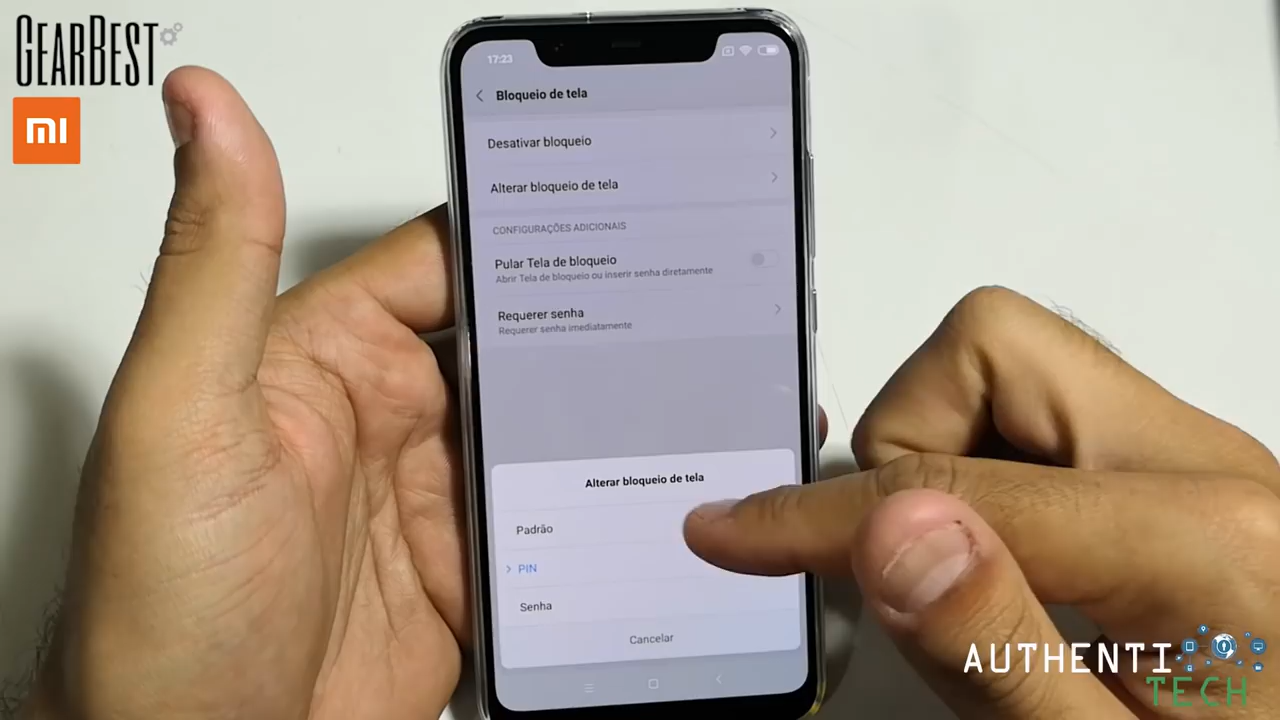 GEARBEST
mi
17:23
Bloqueio de tela
Desativar bloqueio
Alterar bloqueio de tela
CONFIGURAÇÕES ADICIONAIS
Pular Tela de bloqueio
Abrir Tela de bloqueio ou inserir senha diretamente
Requerer senha
Requerer senha imediatamente
Alterar bloqueio de tela
Padrão
PIN
Senha
Cancelar
AUTHENTI
TECH